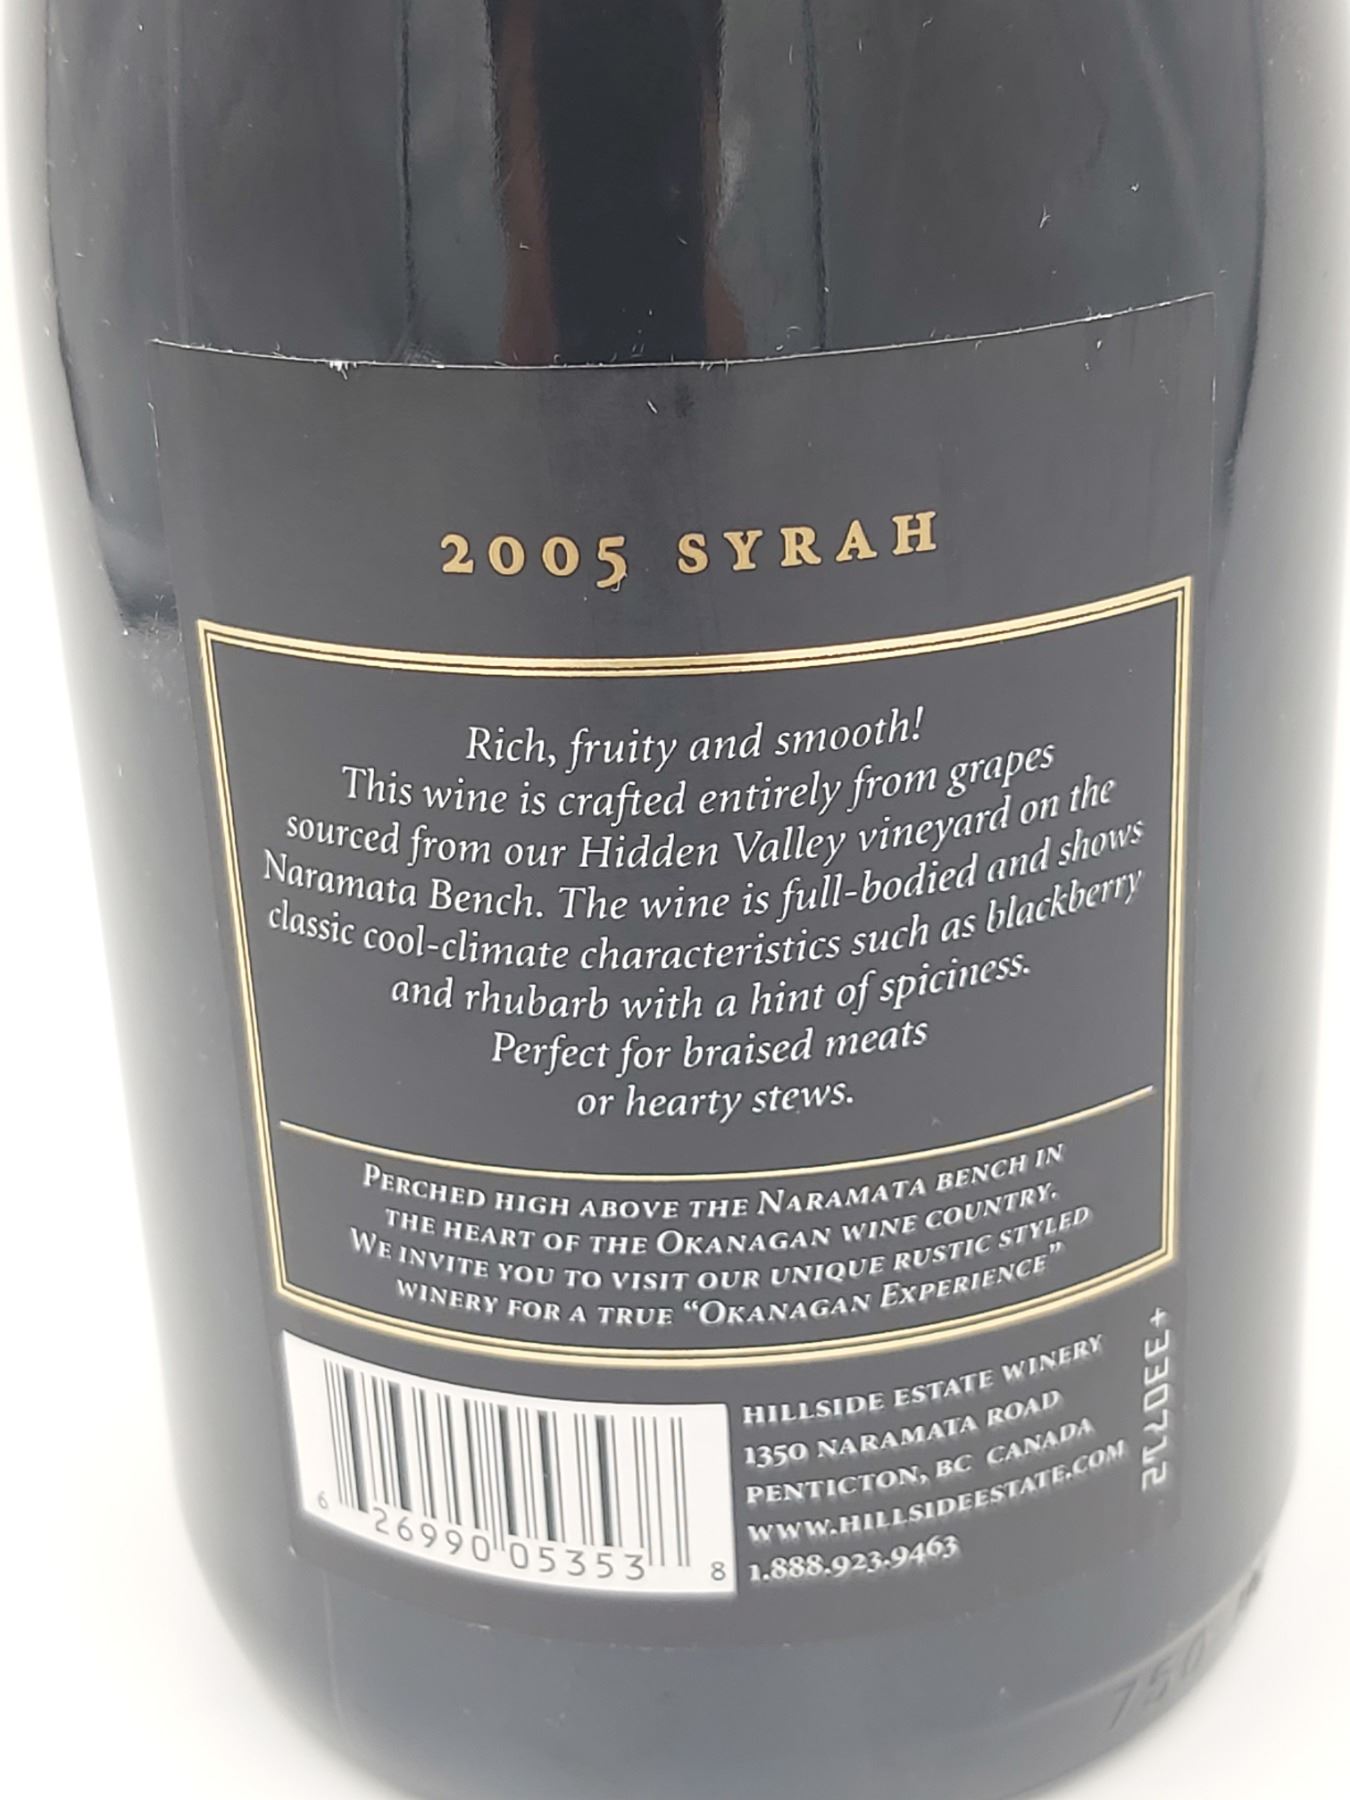 2005 SYRAH
Rich, fruity and smooth!
This wine is crafted entirely from grapes
sourced from our Hidden Valley vineyard on the
Naramata Bench. The wine is full-bodied and shows
classic cool-climate characteristics such as blackberry
and rhubarb with a hint of spiciness.
Perfect for braised meats
or hearty stews.
PERCHED HIGH ABOVE THE NARAMATA BENCH IN
THE HEART OF THE OKANAGAN WINE COUNTRY.
WE INVITE YOU TO VISIT OUR UNIQUE RUSTIC STYLED
WINERY FOR A TRUE “OKANAGAN EXPERIENCE”
HILLSIDE ESTATE WINERY
1350 NARAMATA ROAD
PENTICTON, BC CANADA
WWW.HILLSIDEESTATE.COM
1.888.923.9463
6 26990 05353 8
750